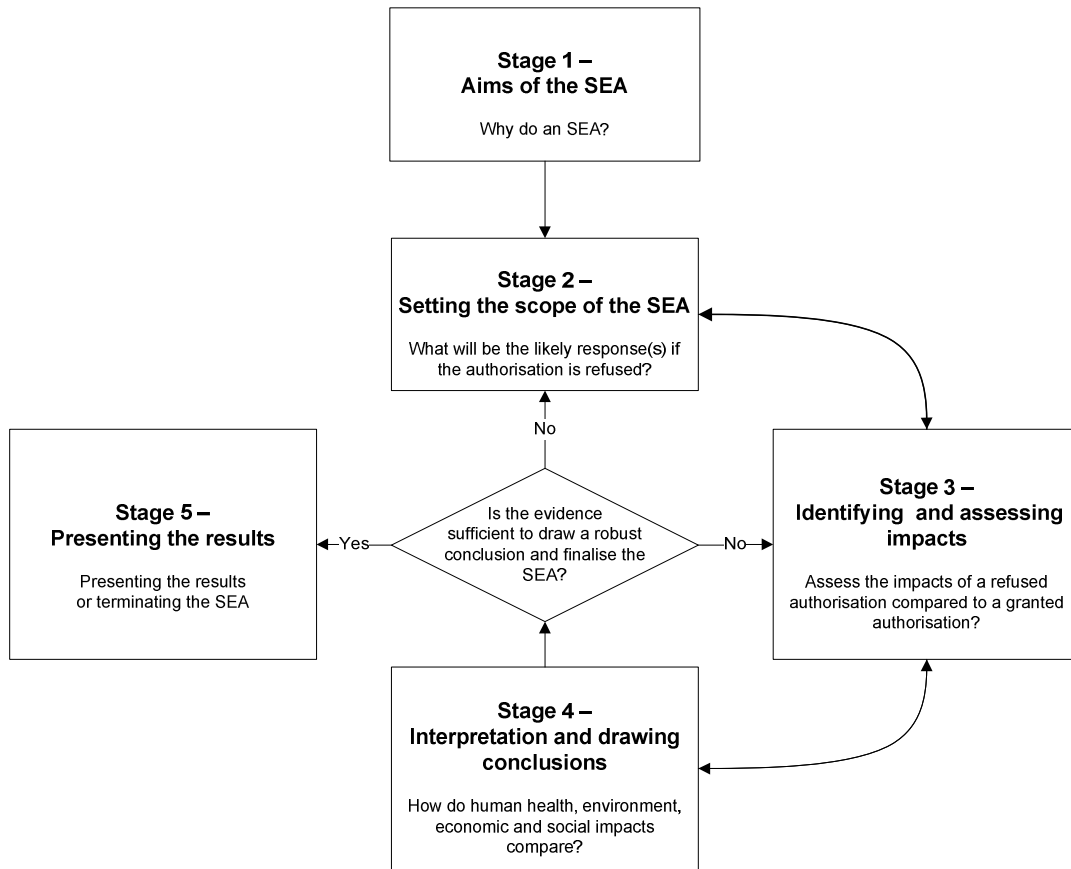 Stage 1 –
Aims of the SEA
Why do an SEA?
Stage 2 –
Setting the scope of the SEA
What will be the likely response(s) if
the authorisation is refused?
No
Stage 5 –
Presenting the results
Presenting the results
or terminating the SEA
Yes
Is the evidence
sufficient to draw a robust
conclusion and finalise the
SEA?
No
Stage 3 –
Identifying and assessing
impacts
Assess the impacts of a refused
authorisation compared to a granted
authorisation?
Stage 4 –
Interpretation and drawing
conclusions
How do human health, environment,
economic and social impacts
compare?